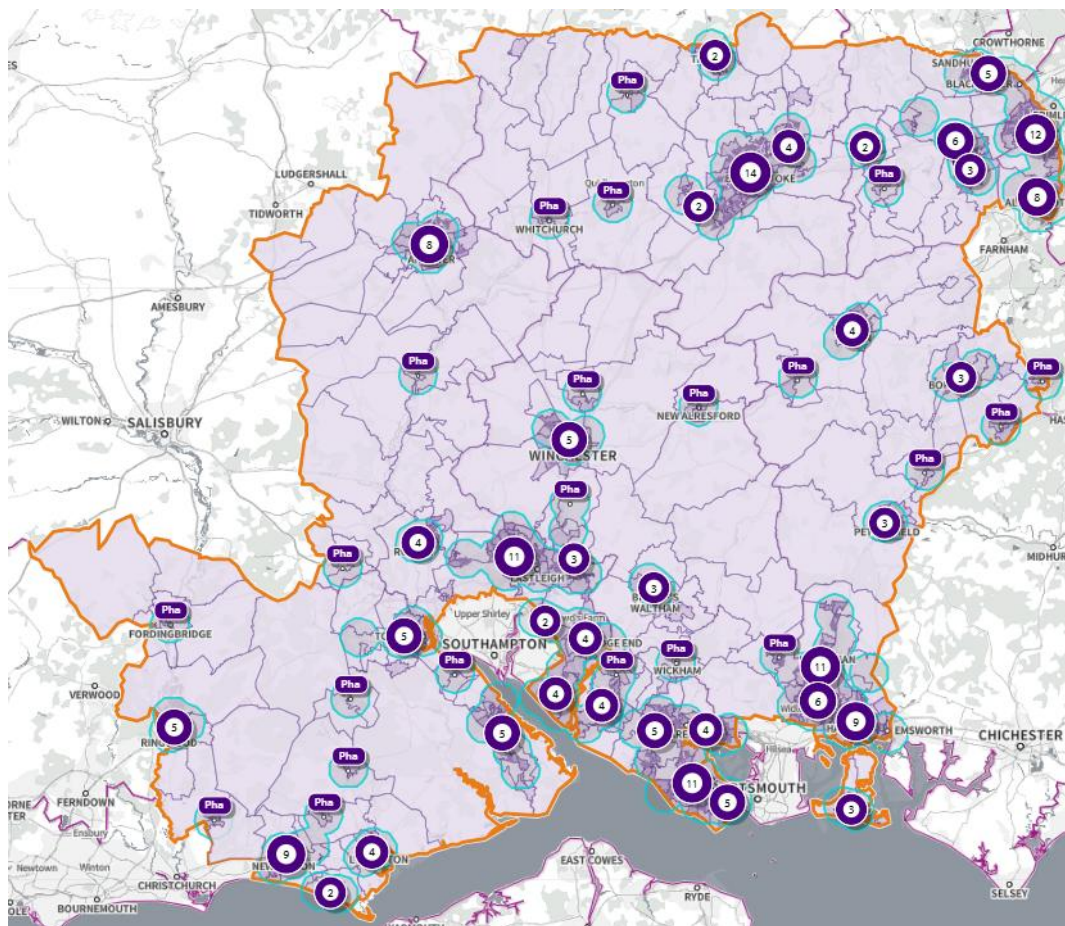 CROWTHORNE
2
5
Pha
12
4
6
2
14
3
Pha
LUDGERSHALL
Pha
8
TIDWORTH
Pha
2
WHITCHURCH
FARNHAM
8
AMESBURY
4
Pha
Pha
Pha
3
Pha
Pha
NEW ALRESFORD
Pha
WILTON
SALISBURY
5
WINCHESTER
Pha
Pha
3
4
11
Pha
3
MIDHUR
EASTLEIGH
3
WALTHAM
Pha
FORDINGBRIDGE
Upper Shirley
2
5
4
SOUTHAMPTON
Pha
Pha
11
Pha
Pha
WICKHAM
VERWOOD
Pha
4
6
4
9
5
5
5
4
EMSWORTH
CHICHESTER
Hilsea
Pha
11
FERNDOWN
5
Pha
Pha
3
Ensbury
9
4
EAST COWES
Newtown
Winton
CHRISTCHURCH
2
RYDE
SELSEY
BOURNEMOUTH